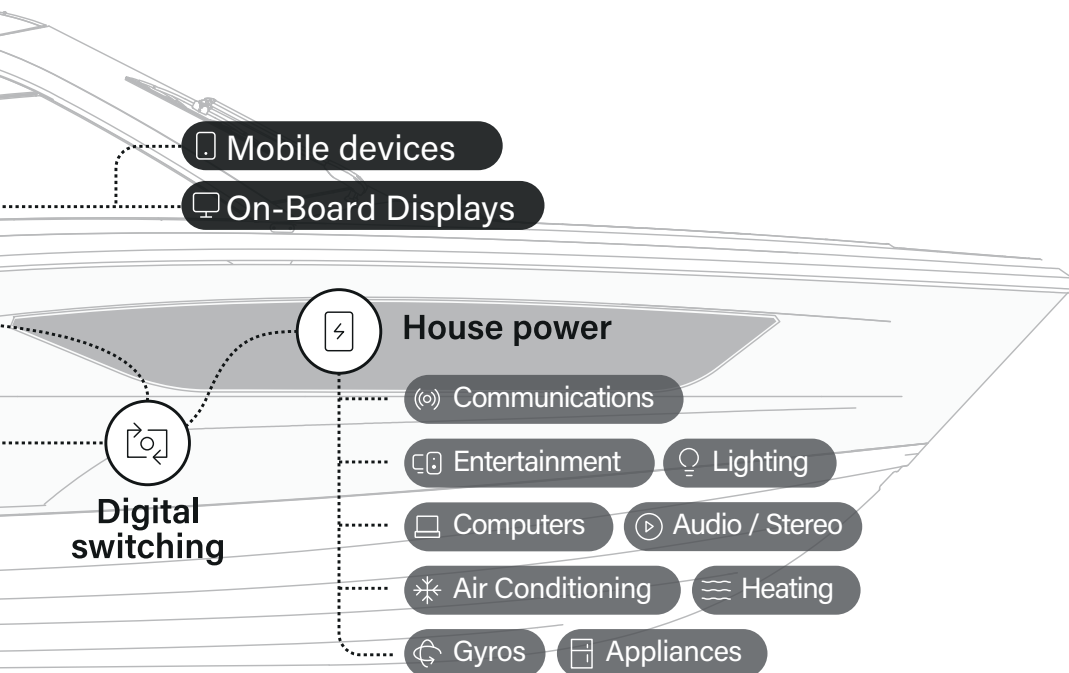 Mobile devices
On-Board Displays
House power
Communications
Entertainment
Lighting
Digital
switching
Computers
Audio / Stereo
Air Conditioning
Heating
Gyros
Appliances